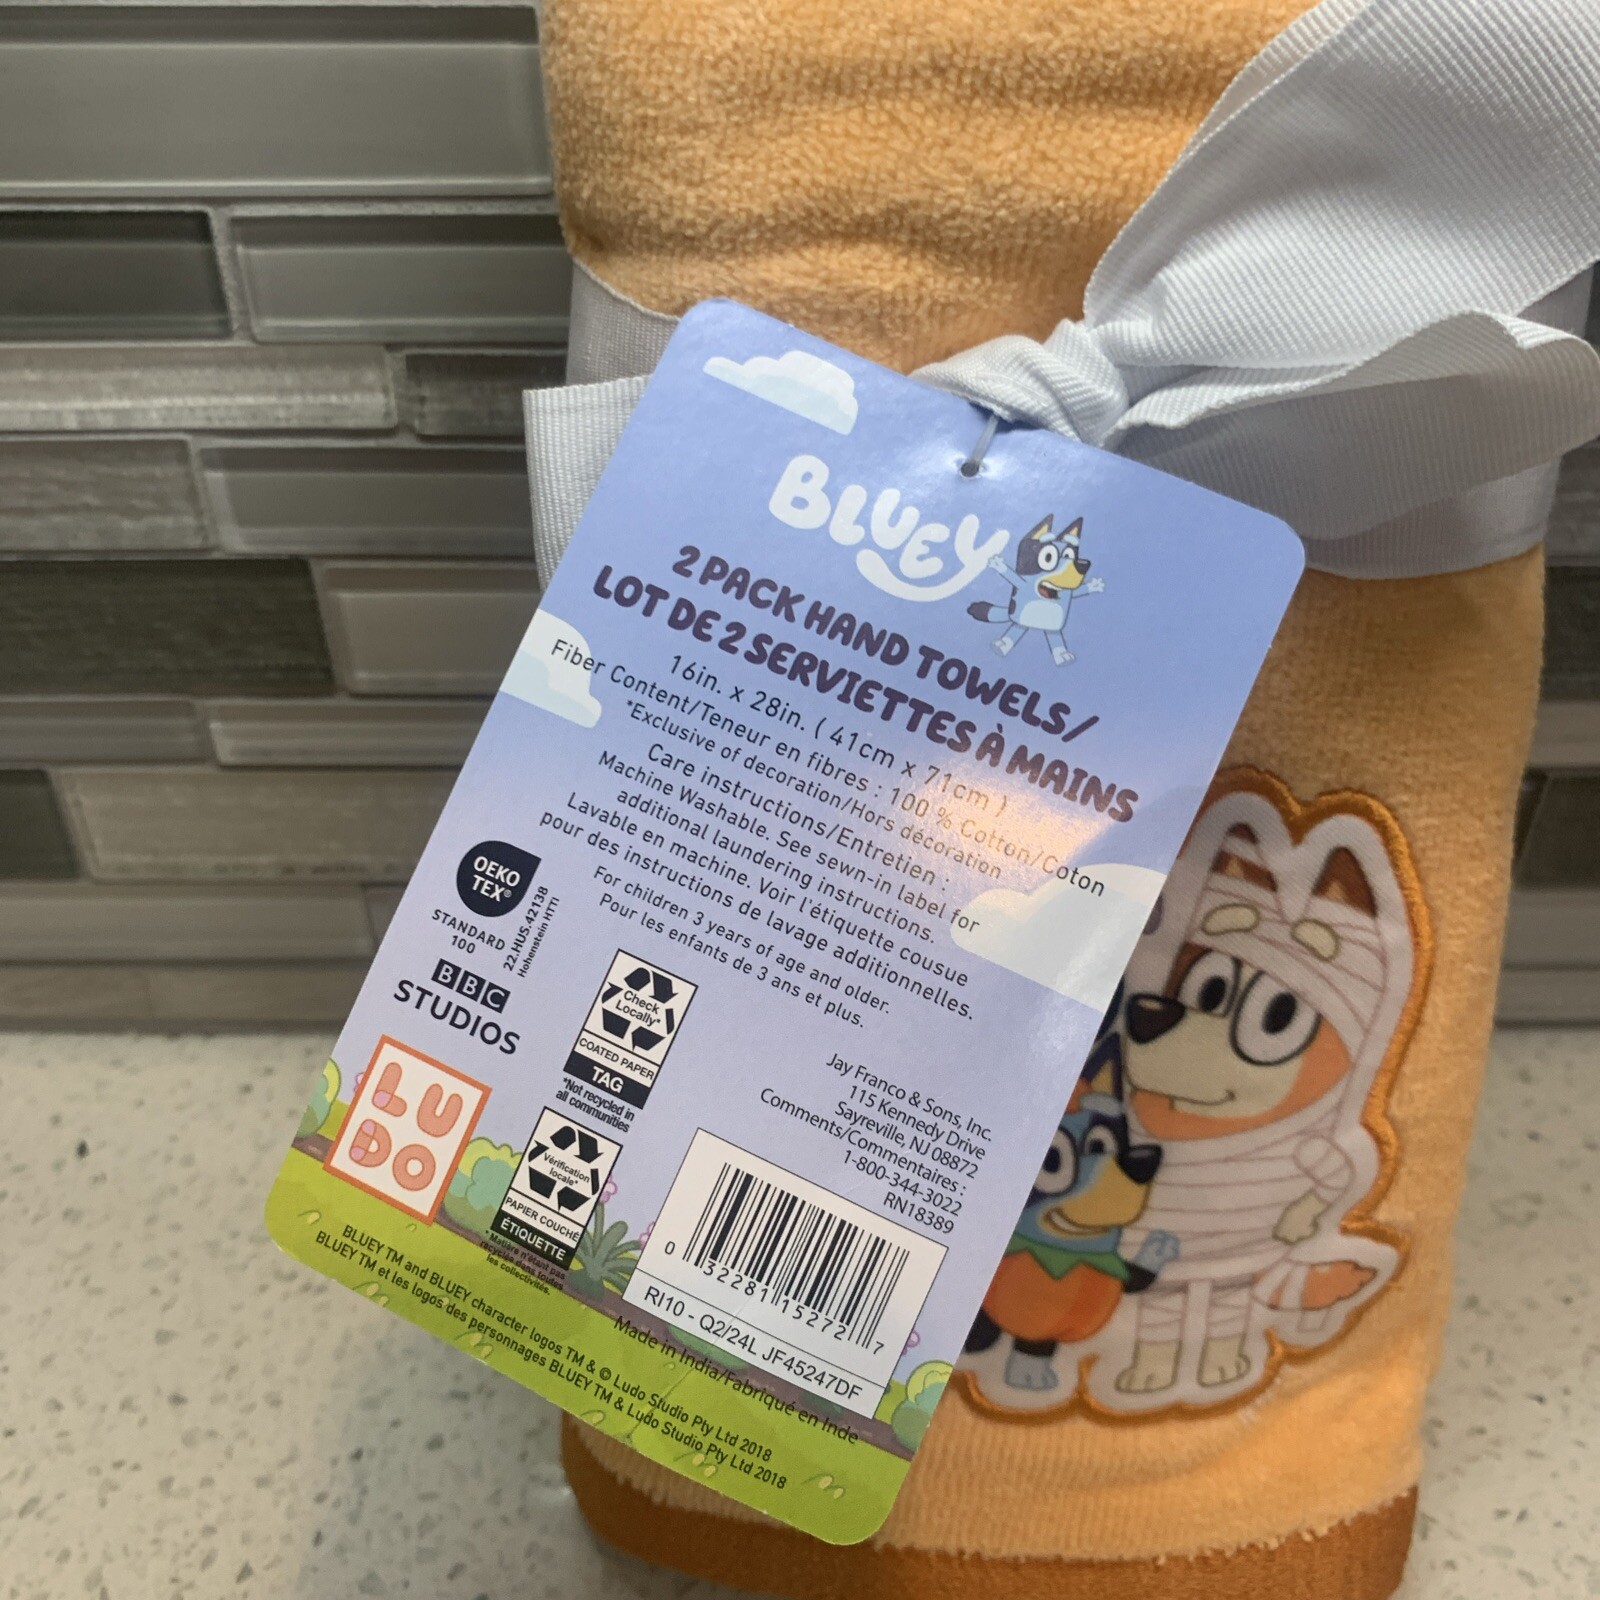 BLUEY
2 PACK HAND TOWELS/
LOT DE 2 SERVIETTES À MAINS
16in. x 28in. ( 41cm x 71cm )
Fiber Content/Teneur en fibres : 100 % Cotton/Coton
*Exclusive of decoration/Hors décoration
Care instructions/Entretien :
Machine Washable. See sewn-in label for
additional laundering instructions.
Lavable en machine. Voir l'étiquette cousue
pour des instructions de lavage additionnelles.
For children 3 years of age and older.
Pour les enfants de 3 ans et plus.
OEKO
TEX®
STANDARD
100
22.HUS.42138
Hohenstein HTTI
BBC
STUDIOS
LU
DO
Check
Locally*
COATED PAPER
TAG
*Not recycled in
all communities
Vérification
locale*
PAPIER COUCHÉ
ÉTIQUETTE
*Matière n'étant pas
recyclée dans toutes
les collectivités.
Jay Franco & Sons, Inc.
115 Kennedy Drive
Sayreville, NJ 08872
Comments/Commentaires :
1-800-344-3022
RN18389
0 32281 15272 7
RI10 - Q2/24L JF45247DF
Made in India/Fabriqué en Inde
BLUEY TM and BLUEY character logos TM & © Ludo Studio Pty Ltd 2018
BLUEY TM et les logos des personnages BLUEY TM & Ludo Studio Pty Ltd 2018